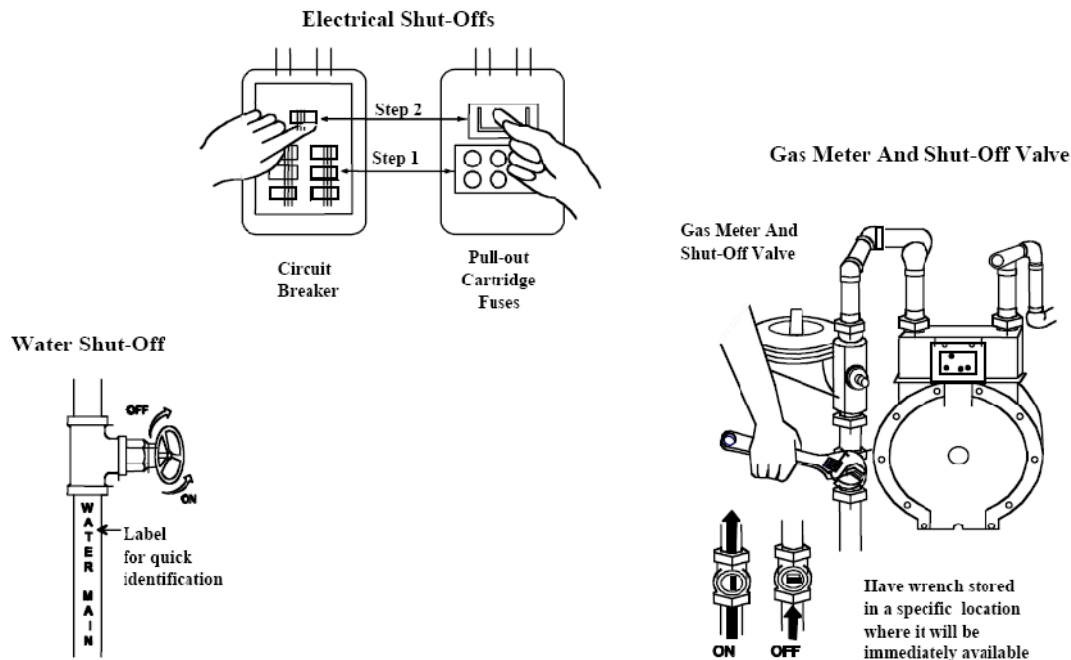 Electrical Shut-Offs
Step 2
Step 1
Circuit
Breaker
Pull-out
Cartridge
Fuses
Gas Meter And Shut-Off Valve
Gas Meter And
Shut-Off Valve
Water Shut-Off
OFF
ON
WATER MAIN
Label
for quick
identification
ON
OFF
Have wrench stored
in a specific location
where it will be
immediately available